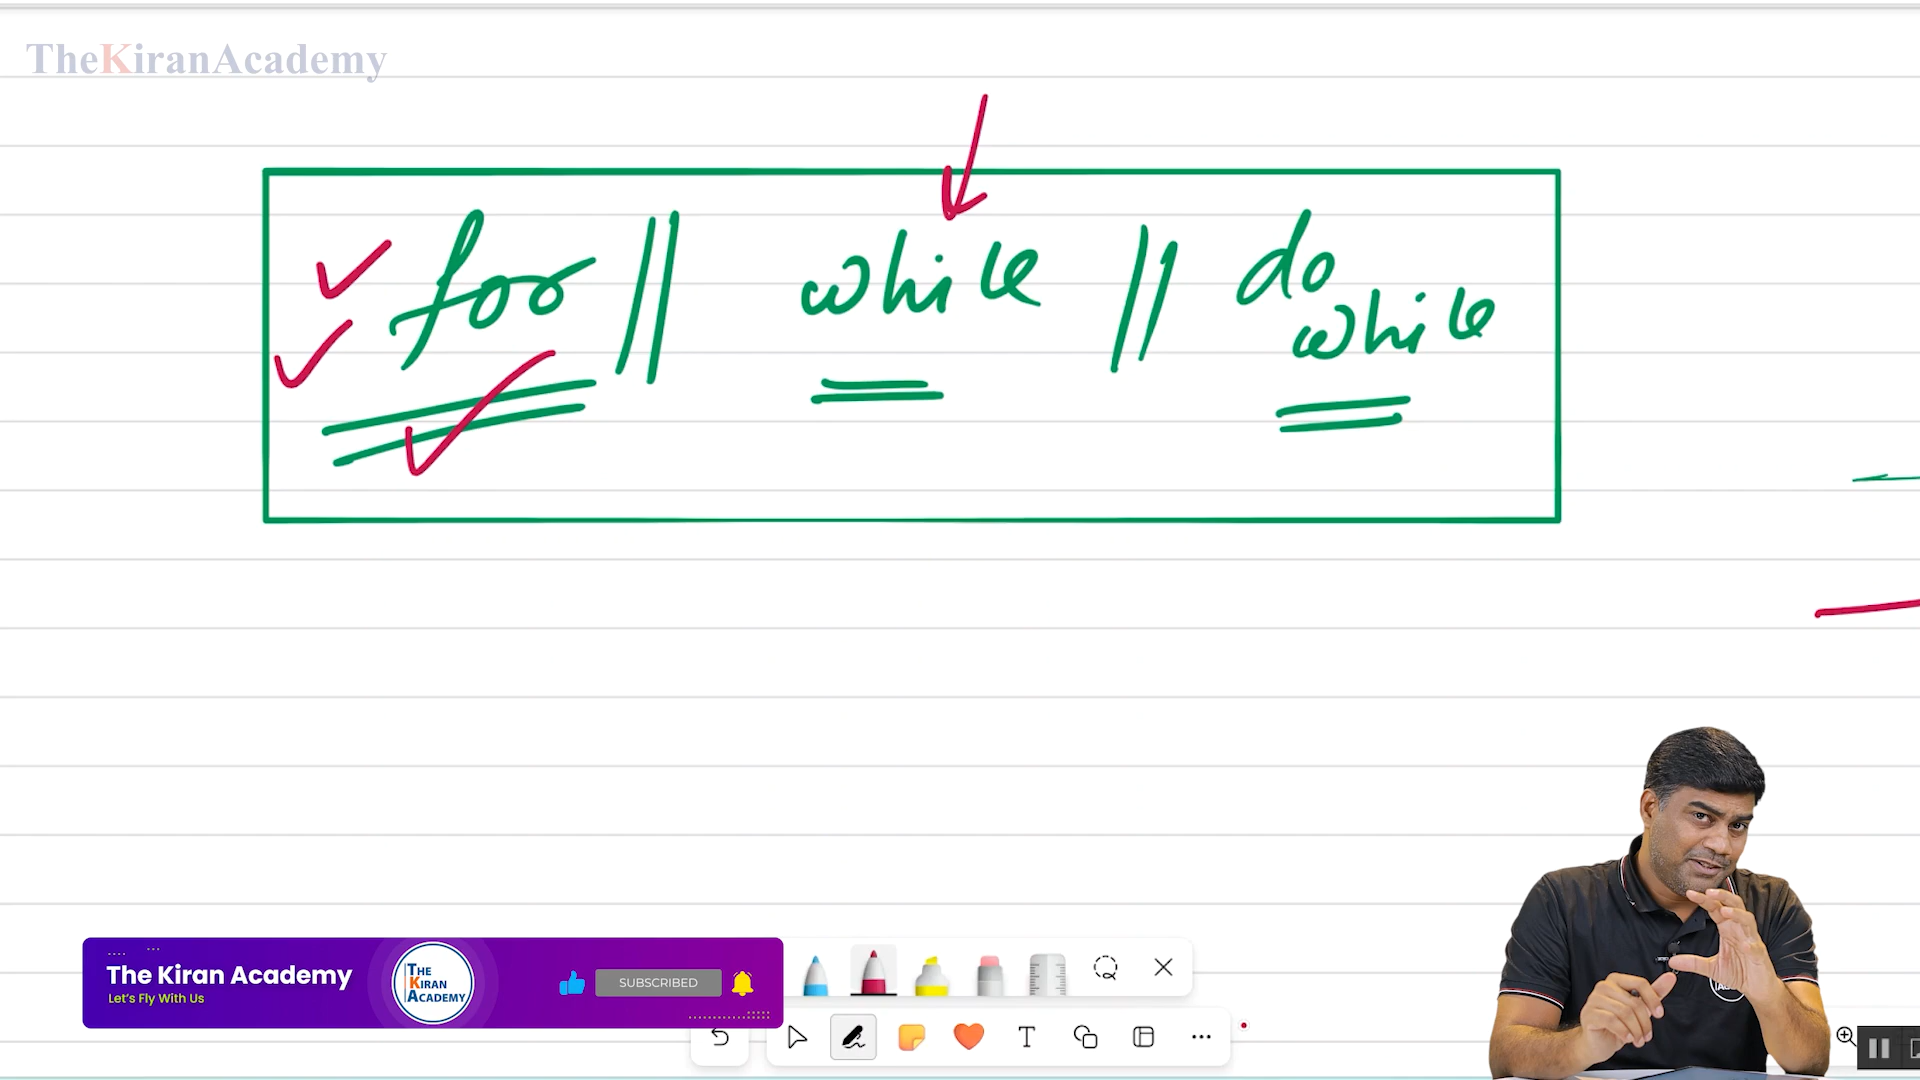 TheKiranAcademy
for || while || do while
The Kiran Academy
Let's Fly With Us
THE KIRAN ACADEMY
SUBSCRIBED
T